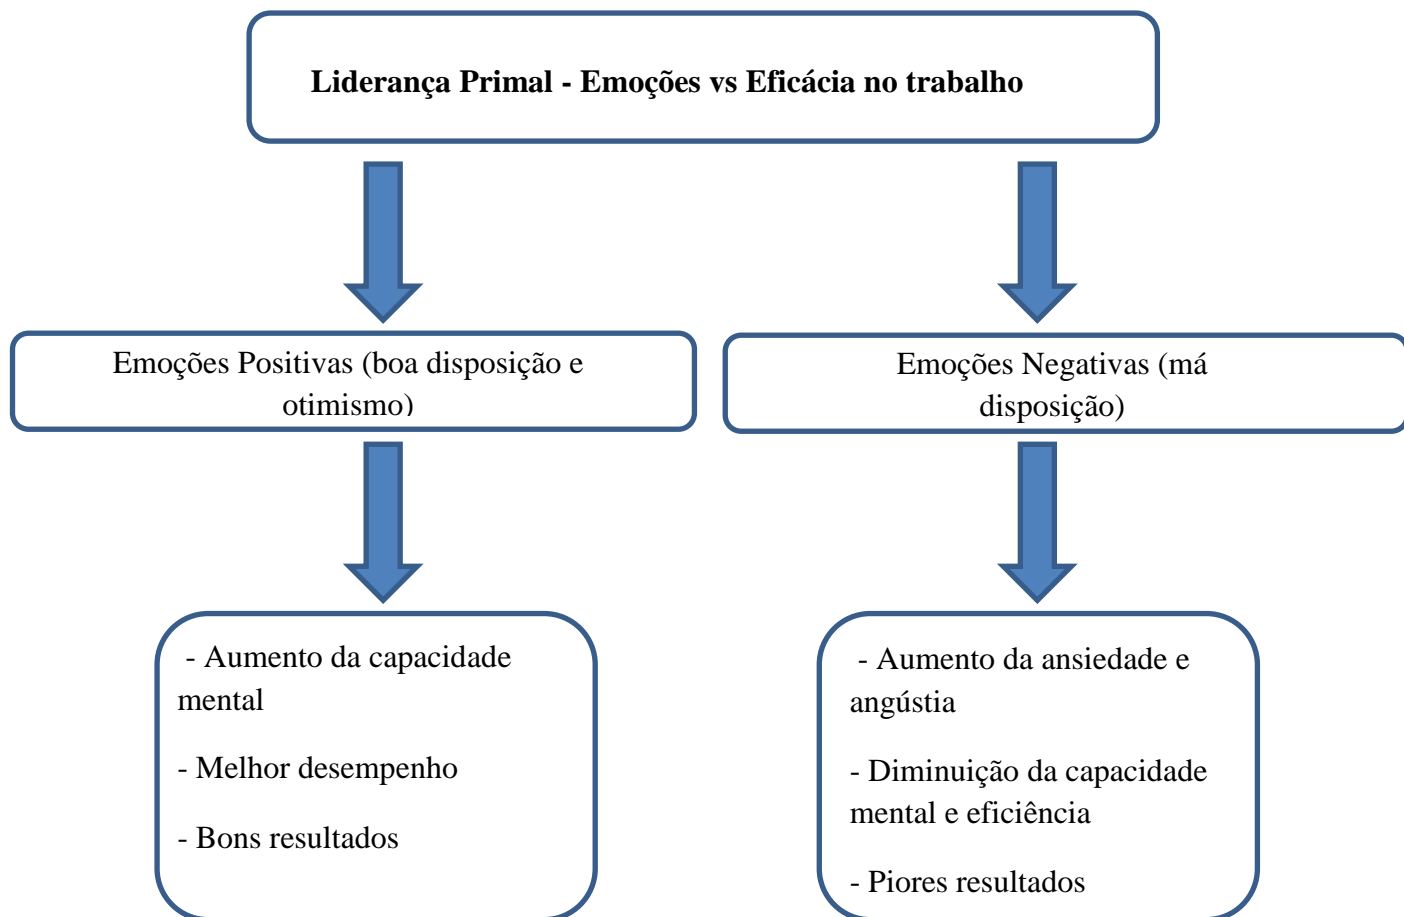 Liderança Primal - Emoções vs Eficácia no trabalho
Emoções Positivas (boa disposição e
otimismo)
Emoções Negativas (má
disposição)
- Aumento da capacidade
mental
- Melhor desempenho
- Bons resultados
- Aumento da ansiedade e
angústia
- Diminuição da capacidade
mental e eficiência
- Piores resultados